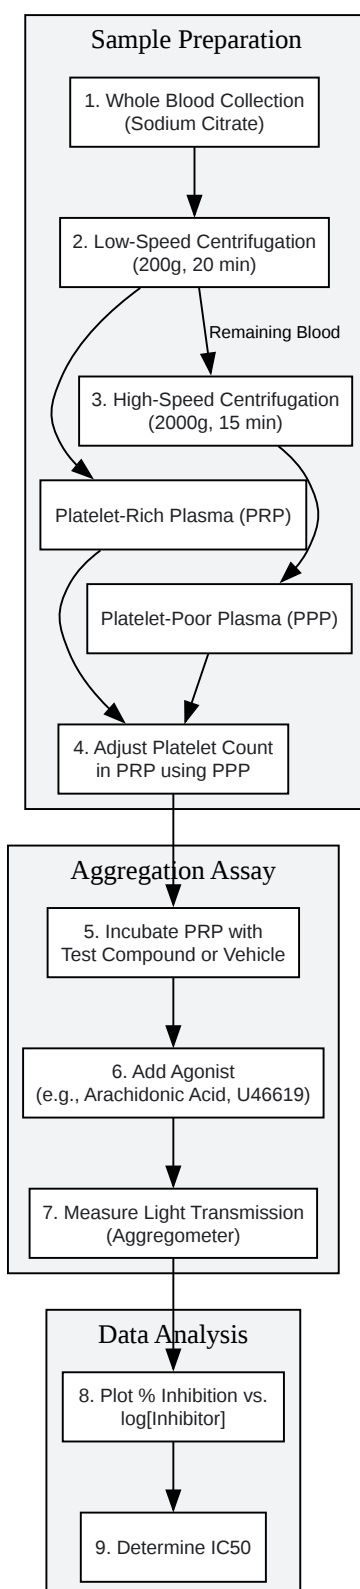 Sample Preparation
1. Whole Blood Collection
(Sodium Citrate)
2. Low-Speed Centrifugation
(200g, 20 min)
Remaining Blood
3. High-Speed Centrifugation
(2000g, 15 min)
Platelet-Rich Plasma (PRP)
Platelet-Poor Plasma (PPP)
4. Adjust Platelet Count
in PRP using PPP
Aggregation Assay
5. Incubate PRP with
Test Compound or Vehicle
6. Add Agonist
(e.g., Arachidonic Acid, U46619)
7. Measure Light Transmission
(Aggregometer)
Data Analysis
8. Plot % Inhibition vs.
log[Inhibitor]
9. Determine IC50